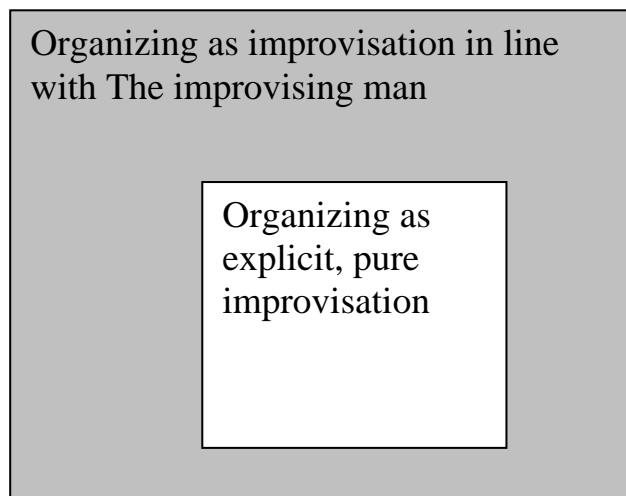 Organizing as improvisation in line
with The improvising man
Organizing as
explicit, pure
improvisation